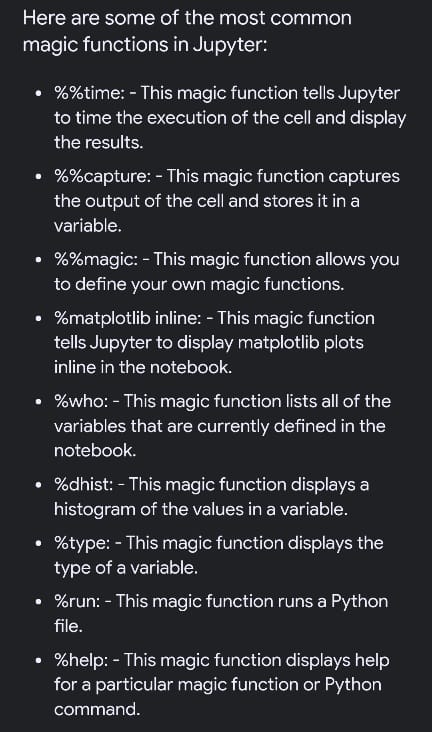 Here are some of the most common
magic functions in Jupyter:
• %%time: - This magic function tells Jupyter
to time the execution of the cell and display
the results.
• %%capture: - This magic function captures
the output of the cell and stores it in a
variable.
• %%magic: - This magic function allows you
to define your own magic functions.
• %matplotlib inline: - This magic function
tells Jupyter to display matplotlib plots
inline in the notebook.
• %who: - This magic function lists all of the
variables that are currently defined in the
notebook.
• %dhist: - This magic function displays a
histogram of the values in a variable.
• %type: - This magic function displays the
type of a variable.
• %run: - This magic function runs a Python
file.
• %help: - This magic function displays help
for a particular magic function or Python
command.